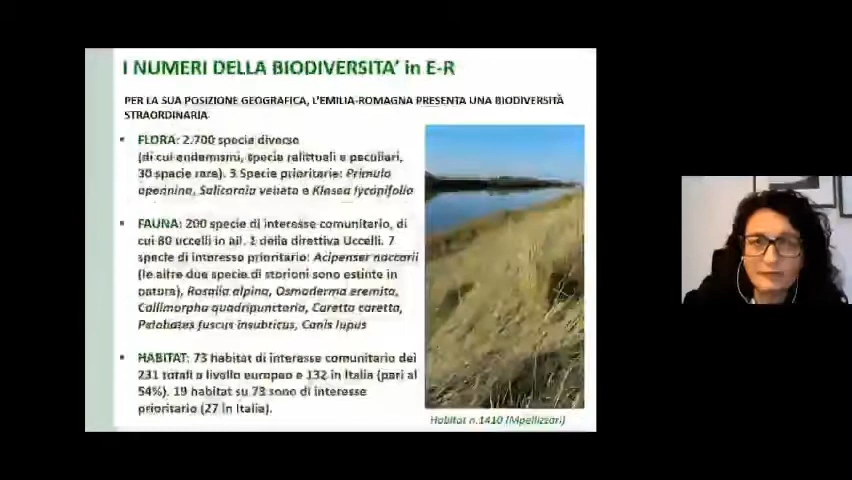 I NUMERI DELLA BIODIVERSITA' in E-R
PER LA SUA POSIZIONE GEOGRAFICA, L'EMILIA-ROMAGNA PRESENTA UNA BIODIVERSITÀ
STRAORDINARIA
• FLORA: 2.700 specie diverse
(di cui endemismi, specie relittuali e peculiari,
30 specie rare). 3 Specie prioritarie: Primula
apennina, Salicornia veneta e Klasea lycopifolia
• FAUNA: 200 specie di interesse comunitario, di
cui 80 uccelli in all. 1 della direttiva Uccelli. 7
specie di interesse prioritario: Acipenser naccarii
(le altre due specie di storioni sono estinte in
natura), Rosalia alpina, Osmoderma eremita,
Callimorpha quadripunctaria, Caretta caretta,
Pelobates fuscus insubricus, Canis lupus
• HABITAT: 73 habitat di interesse comunitario dei
231 totali a livello europeo e 132 in Italia (pari al
54%). 19 habitat su 73 sono di interesse
prioritario (27 in Italia).
Habitat n.1410 (Mpellizzari)